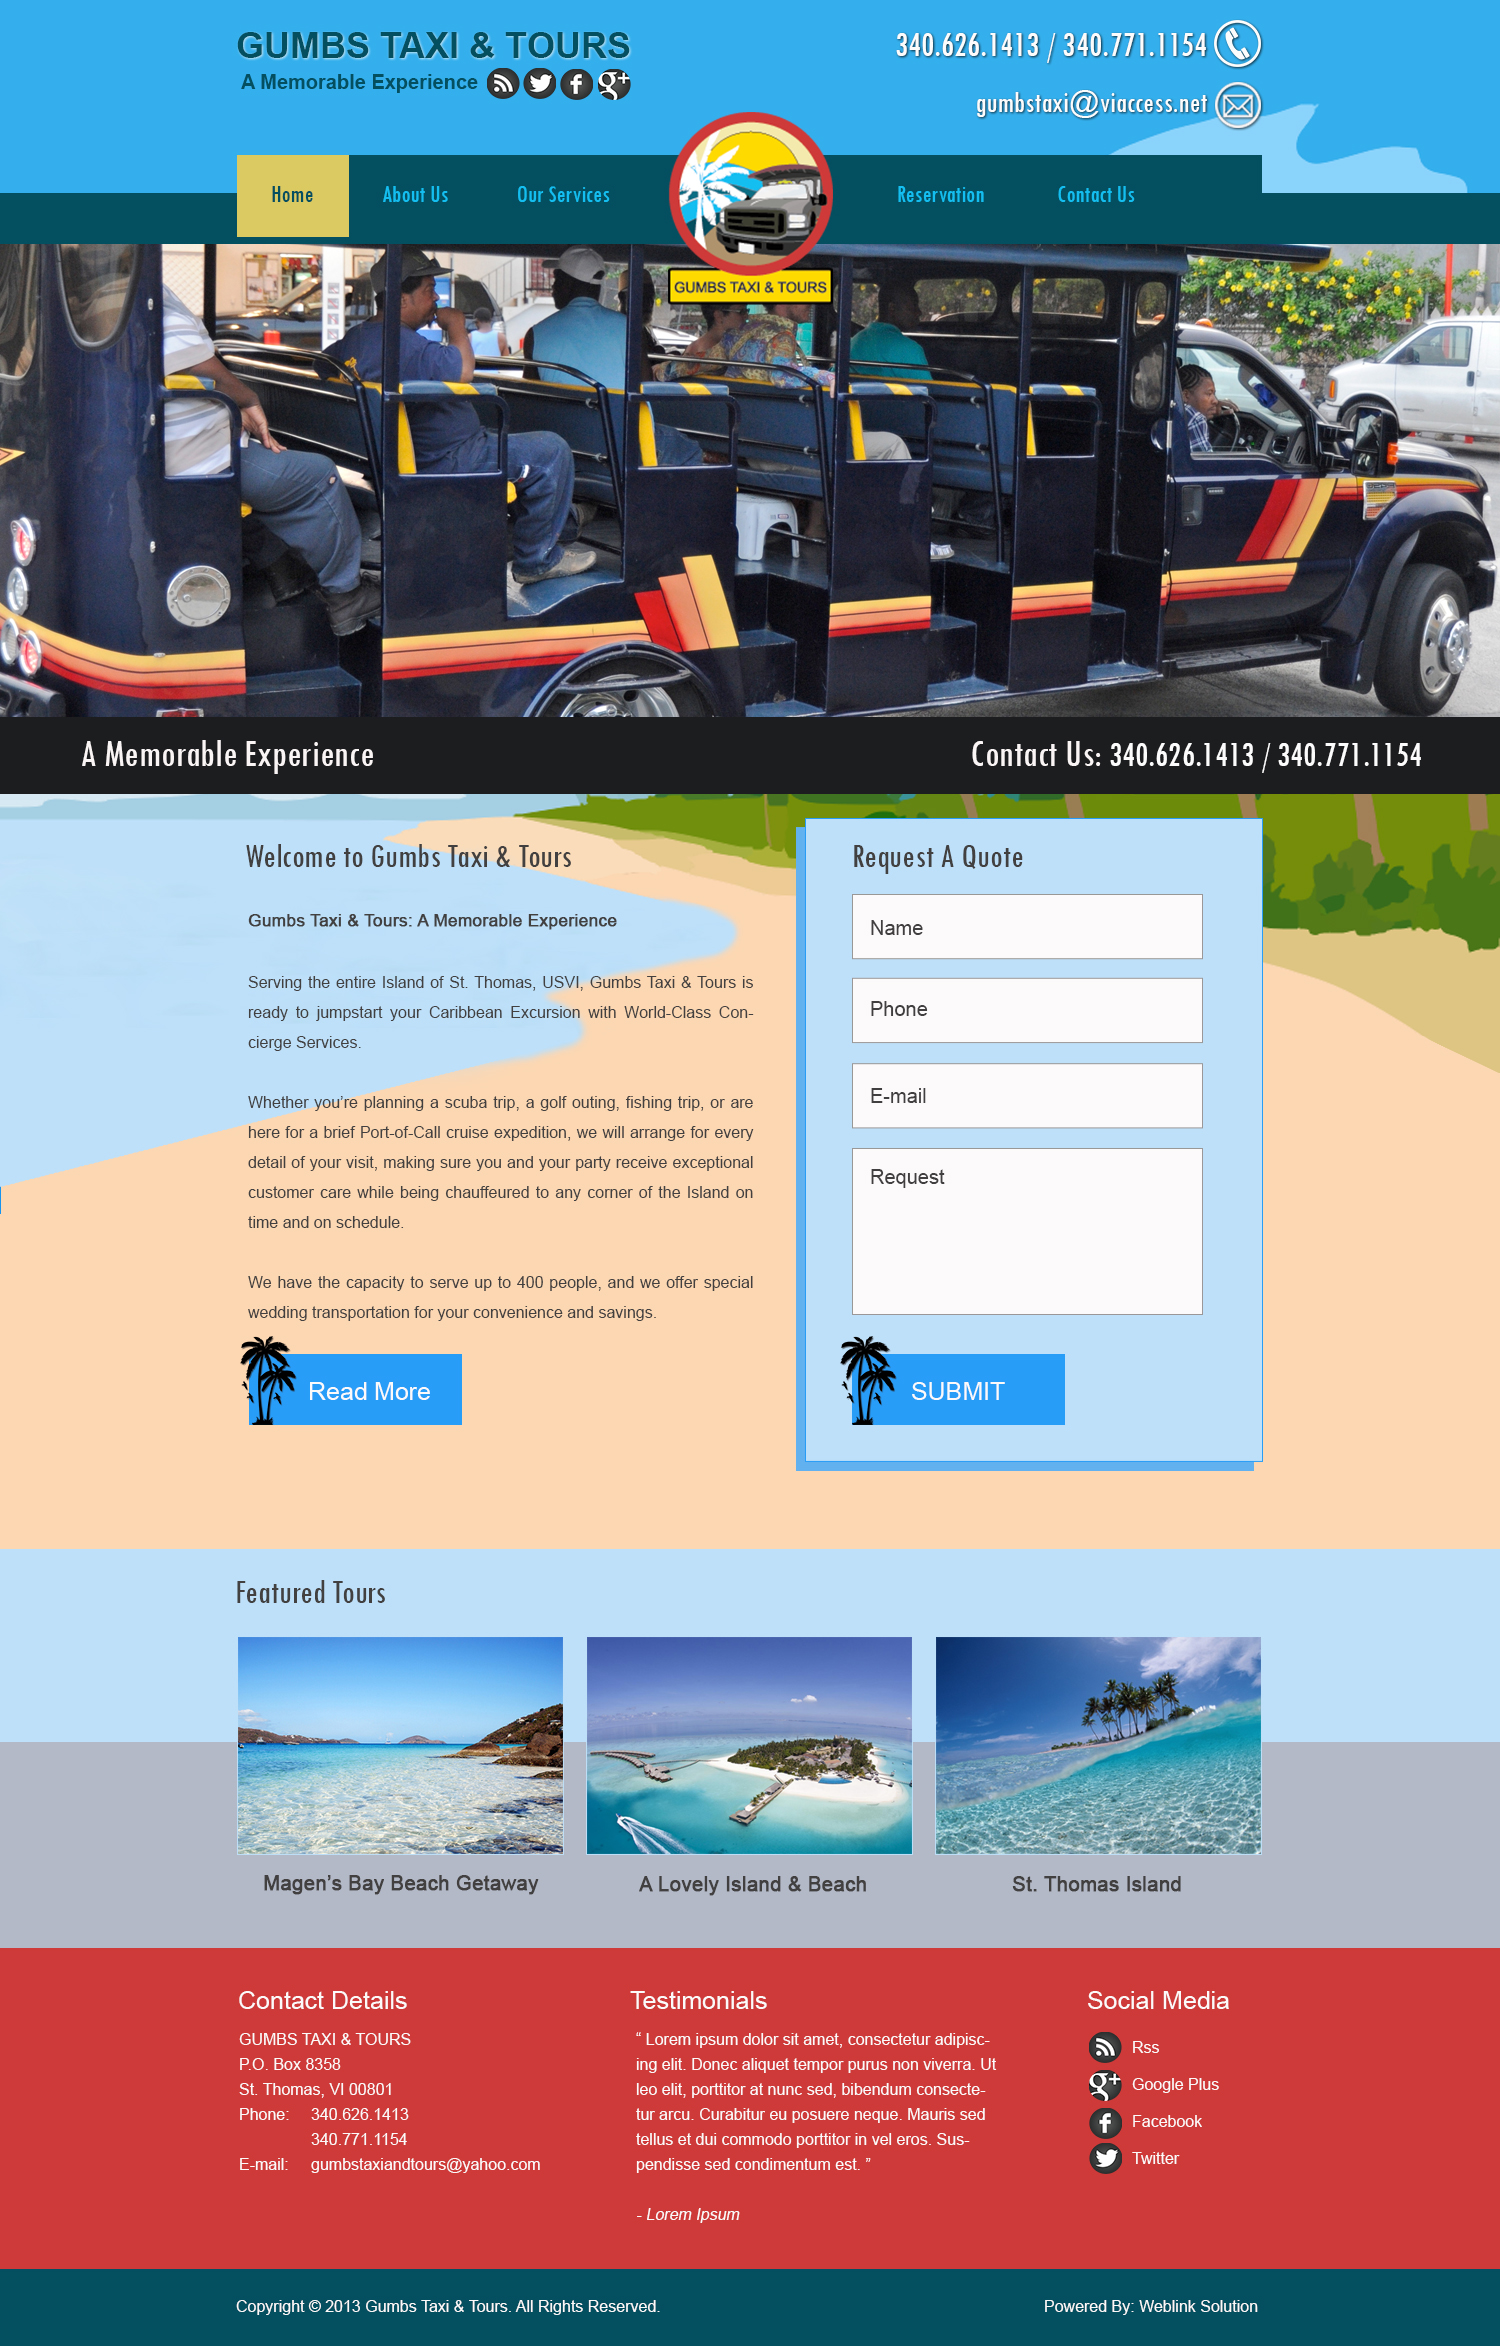 GUMBS TAXI & TOURS
A Memorable Experience
340.626.1413 / 340.771.1154
gumbstaxi@viaccess.net
Home
About Us
Our Services
Reservation
Contact Us
GUMBS TAXI & TOURS
A Memorable Experience
Contact Us: 340.626.1413 / 340.771.1154
Welcome to Gumbs Taxi & Tours
Gumbs Taxi & Tours: A Memorable Experience
Serving the entire Island of St. Thomas, USVI, Gumbs Taxi & Tours is
ready to jumpstart your Caribbean Excursion with World-Class Con-
cierge Services.
Whether you’re planning a scuba trip, a golf outing, fishing trip, or are
here for a brief Port-of-Call cruise expedition, we will arrange for every
detail of your visit, making sure you and your party receive exceptional
customer care while being chauffeured to any corner of the Island on
time and on schedule.
We have the capacity to serve up to 400 people, and we offer special
wedding transportation for your convenience and savings.
Read More
Request A Quote
Name
Phone
E-mail
Request
SUBMIT
Featured Tours
Magen’s Bay Beach Getaway
A Lovely Island & Beach
St. Thomas Island
Contact Details
GUMBS TAXI & TOURS
P.O. Box 8358
St. Thomas, VI 00801
Phone: 340.626.1413
340.771.1154
E-mail: gumbstaxiandtours@yahoo.com
Testimonials
“ Lorem ipsum dolor sit amet, consectetur adipisc-
ing elit. Donec aliquet tempor purus non viverra. Ut
leo elit, porttitor at nunc sed, bibendum consecte-
tur arcu. Curabitur eu posuere neque. Mauris sed
tellus et dui commodo porttitor in vel eros. Sus-
pendisse sed condimentum est. ”
- Lorem Ipsum
Social Media
Rss
Google Plus
Facebook
Twitter
Copyright © 2013 Gumbs Taxi & Tours. All Rights Reserved.
Powered By: Weblink Solution